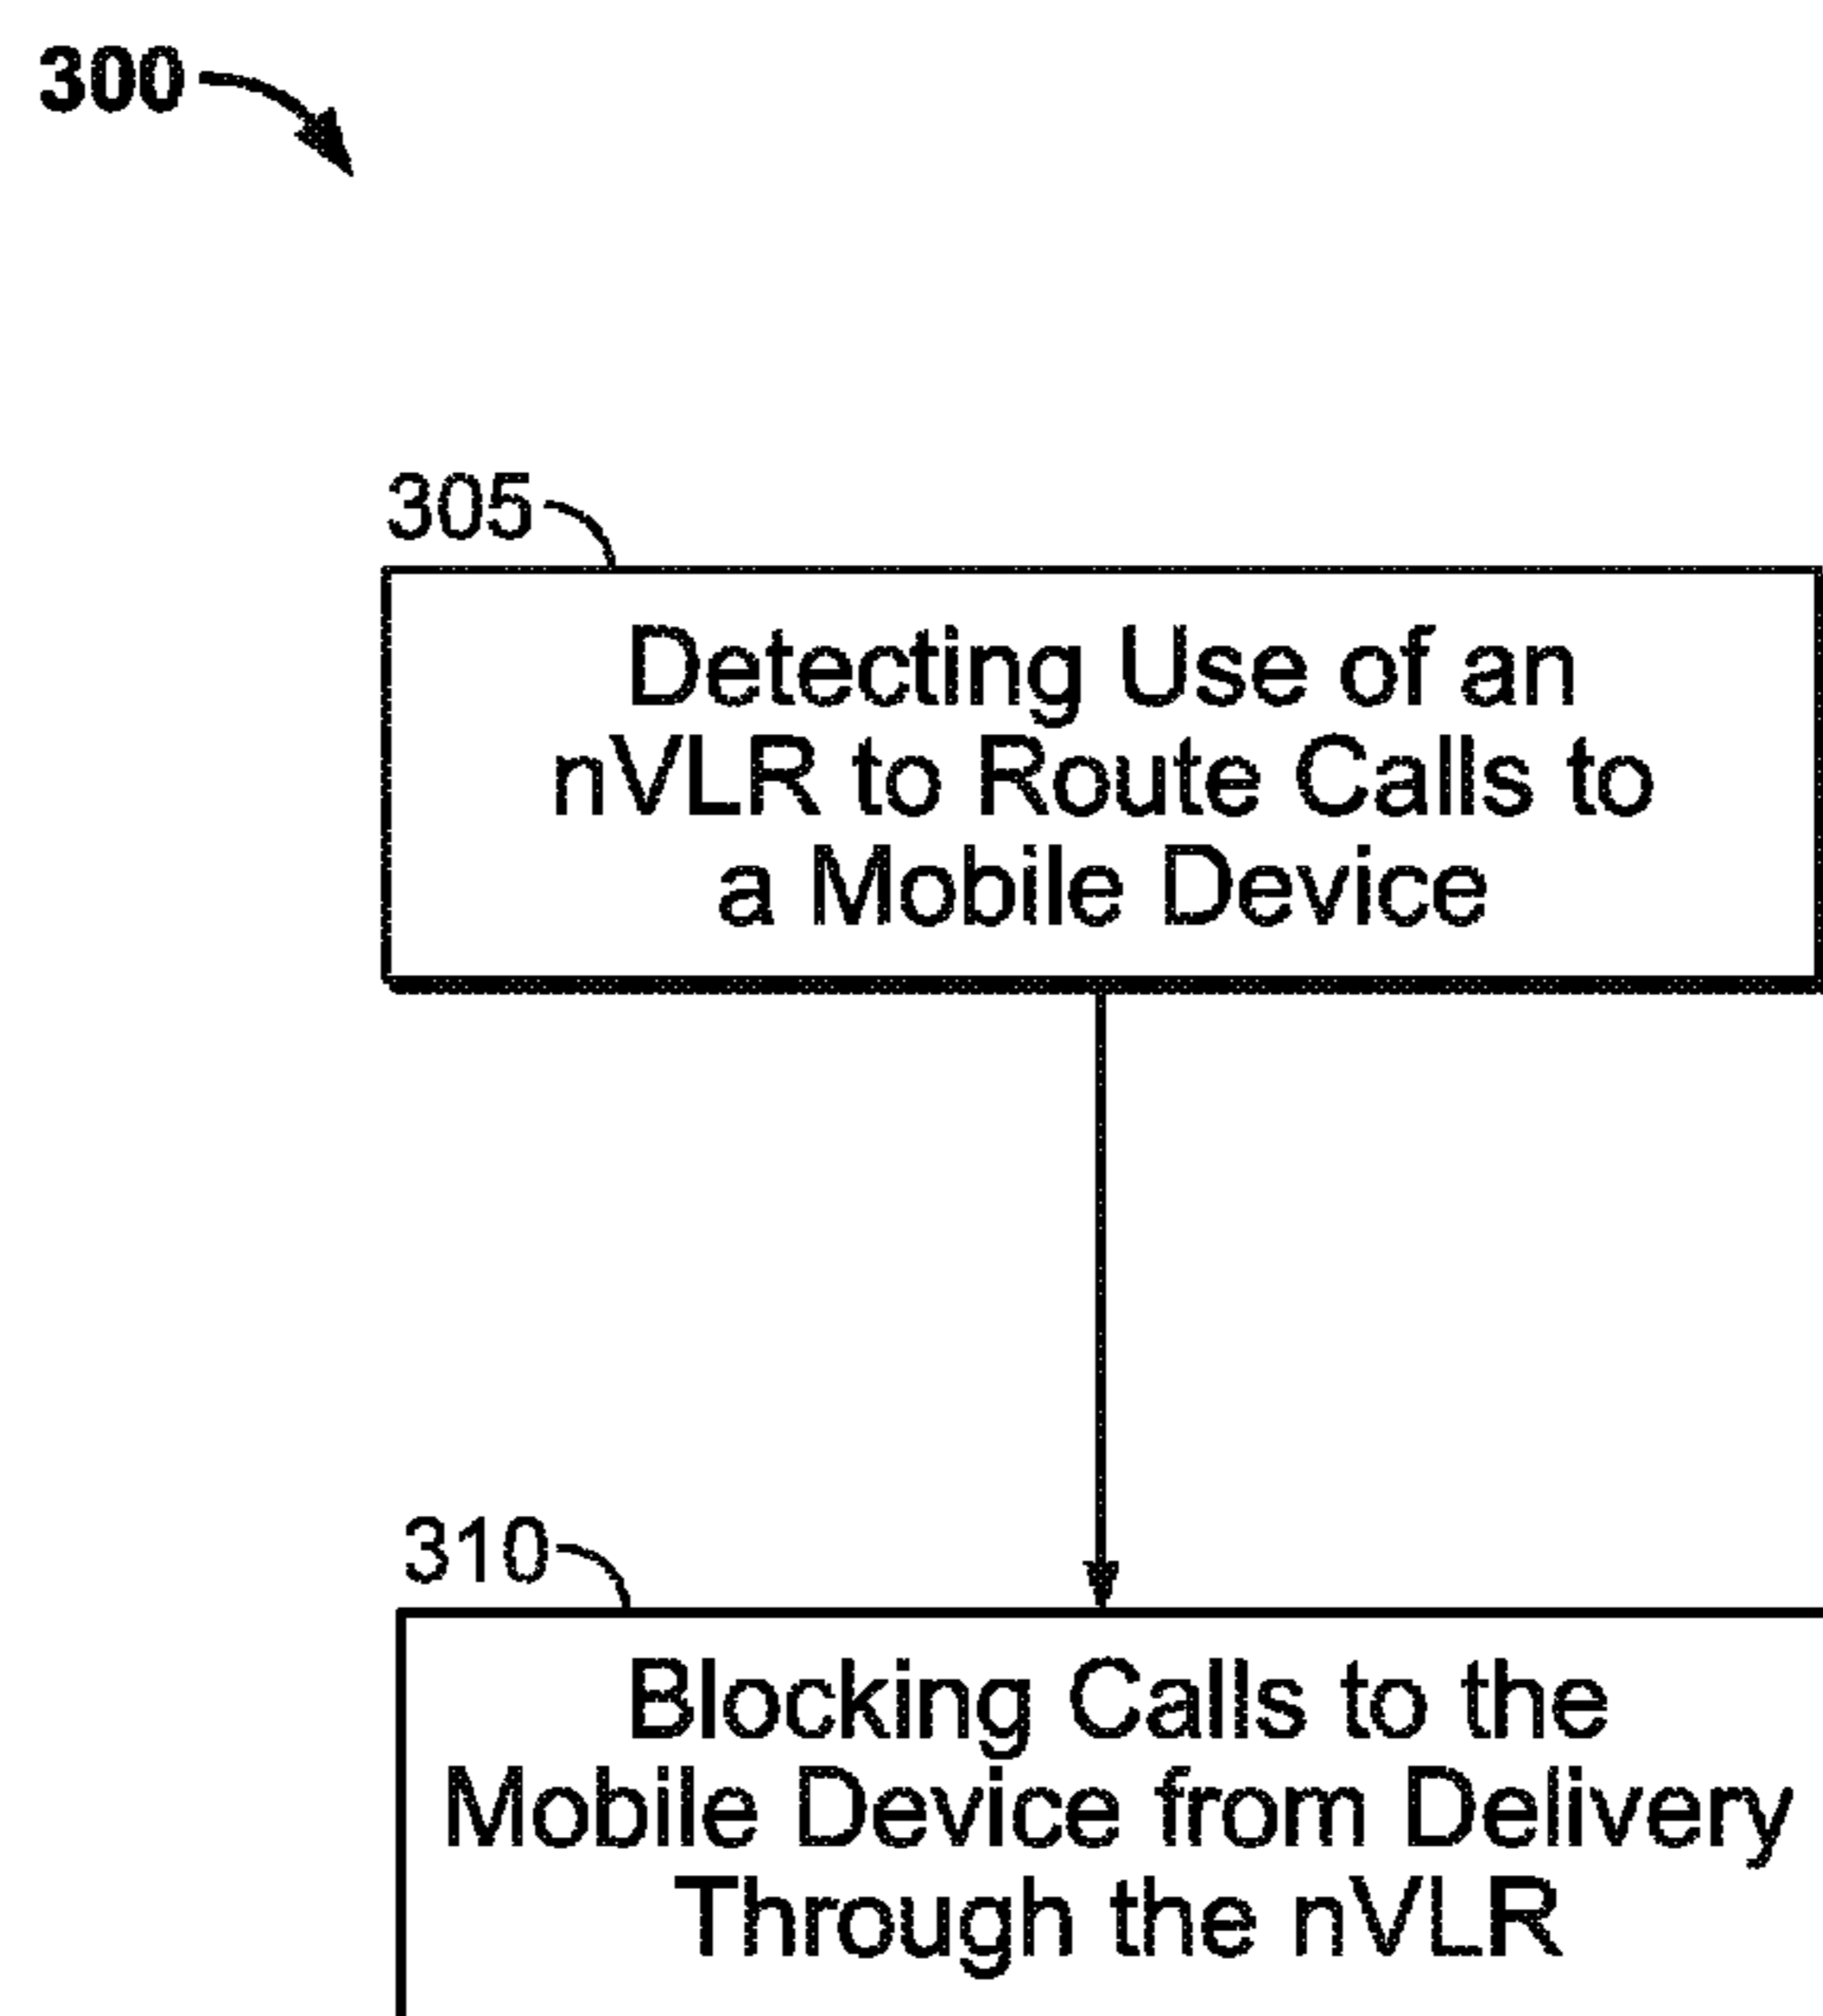 300
305
Detecting Use of an
nVLR to Route Calls to
a Mobile Device
310
Blocking Calls to the
Mobile Device from Delivery
Through the nVLR